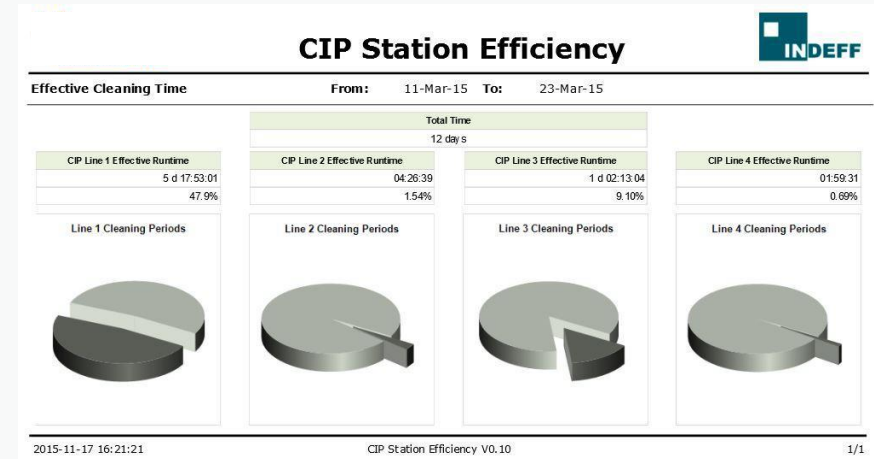 CIP Station Efficiency
INDEFF
Effective Cleaning Time From: 11-Mar-15 To: 23-Mar-15
Total Time
12 days
CIP Line 1 Effective Runtime CIP Line 2 Effective Runtime CIP Line 3 Effective Runtime CIP Line 4 Effective Runtime
5 d 17:53:01 04:26:39 1 d 02:13:04 01:59:31
47.9% 1.54% 9.10% 0.69%
Line 1 Cleaning Periods Line 2 Cleaning Periods Line 3 Cleaning Periods Line 4 Cleaning Periods
2015-11-17 16:21:21 CIP Station Efficiency V0.10 1/1